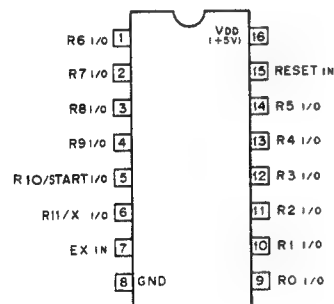 R6 I/O 1
R7 I/O 2
R8 I/O 3
R9 I/O 4
R10/START I/O 5
R11/X I/O 6
EX IN 7
8 GND
VDD 16
(+5V)
15 RESET IN
14 R5 I/O
13 R4 I/O
12 R3 I/O
11 R2 I/O
10 R1 I/O
9 R0 I/O